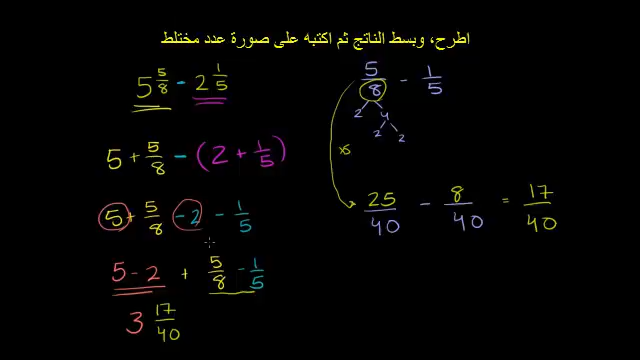 اطرح، وبسط الناتج ثم اكتبه على صورة عدد مختلط
5 5/8 - 2 1/5
5 + 5/8 - (2 + 1/5)
5 + 5/8 - 2 - 1/5
5 - 2 + 5/8 - 1/5
3 17/40
5/8 - 1/5
2 4
2 2
x5
25/40 - 8/40 = 17/40